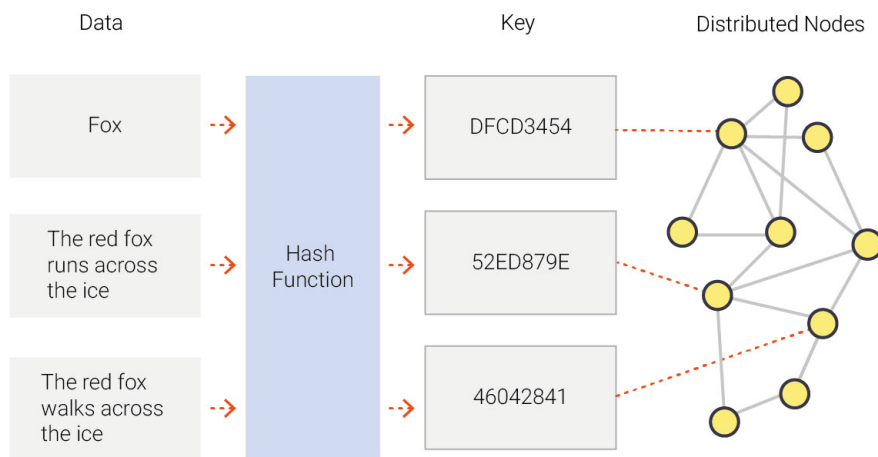 Data
Key
Distributed Nodes
Fox
DFCD3454
The red fox
runs across
the ice
Hash
Function
52ED879E
The red fox
walks across
the ice
46042841